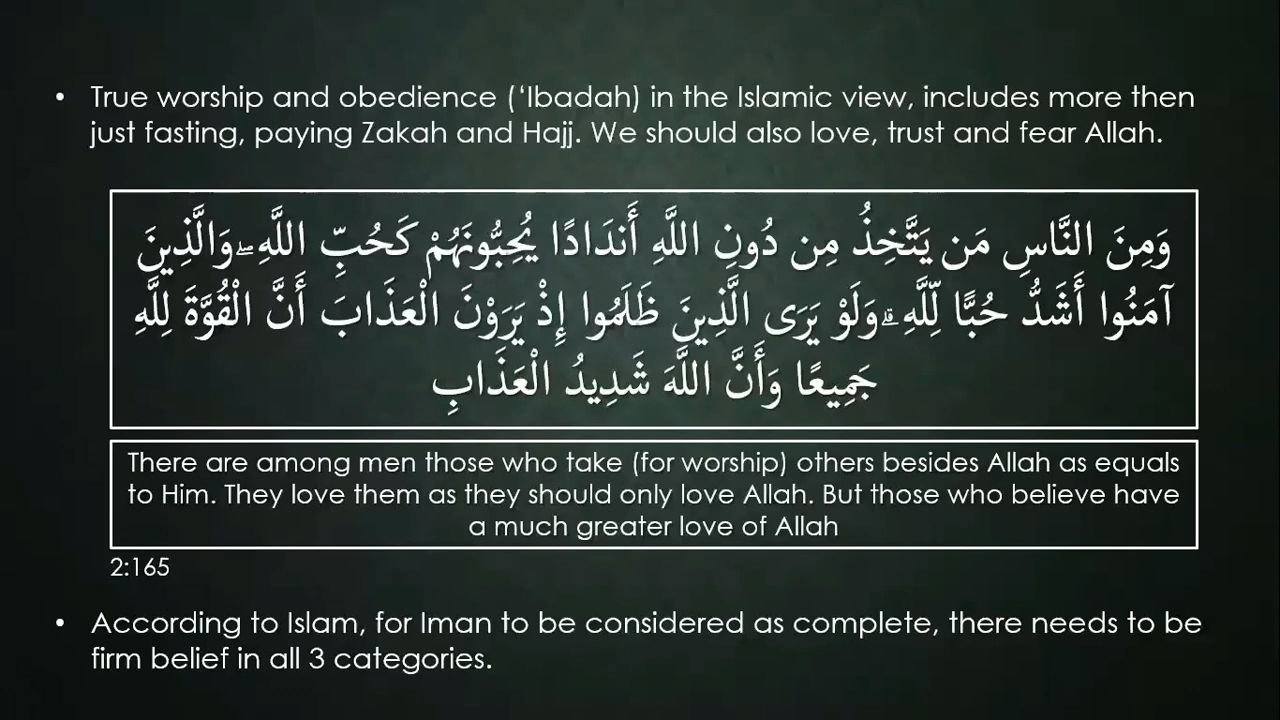 • True worship and obedience (‘Ibadah) in the Islamic view, includes more then
just fasting, paying Zakah and Hajj. We should also love, trust and fear Allah.
وَمِنَ النَّاسِ مَن يَتَّخِذُ مِن دُونِ اللَّهِ أَندَادًا يُحِبُّونَهُمْ كَحُبِّ اللَّهِ ۖ وَالَّذِينَ
آمَنُوا أَشَدُّ حُبًّا لِّلَّهِ ۗ وَلَوْ يَرَى الَّذِينَ ظَلَمُوا إِذْ يَرَوْنَ الْعَذَابَ أَنَّ الْقُوَّةَ لِلَّهِ
جَمِيعًا وَأَنَّ اللَّهَ شَدِيدُ الْعَذَابِ
There are among men those who take (for worship) others besides Allah as equals
to Him. They love them as they should only love Allah. But those who believe have
a much greater love of Allah
2:165
• According to Islam, for Iman to be considered as complete, there needs to be
firm belief in all 3 categories.